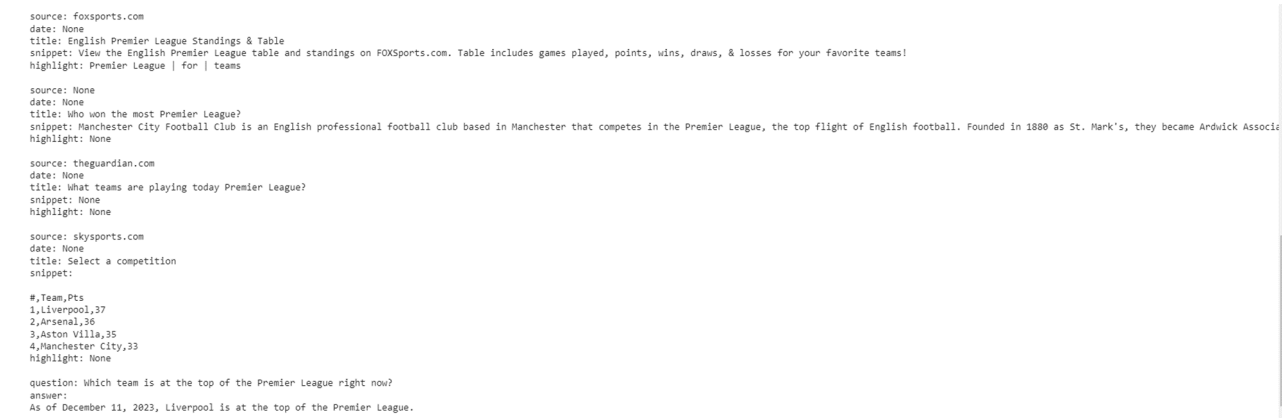 source: foxsports.com
date: None
title: English Premier League Standings & Table
snippet: View the English Premier League table and standings on FOXSports.com. Table includes games played, points, wins, draws, & losses for your favorite teams!
highlight: Premier League | for | teams
source: None
date: None
title: Who won the most Premier League?
snippet: Manchester City Football Club is an English professional football club based in Manchester that competes in the Premier League, the top flight of English football. Founded in 1880 as St. Mark's, they became Ardwick Associa
highlight: None
source: theguardian.com
date: None
title: What teams are playing today Premier League?
snippet: None
highlight: None
source: skysports.com
date: None
title: Select a competition
snippet:
#,Team,Pts
1,Liverpool,37
2,Arsenal,36
3,Aston Villa,35
4,Manchester City,33
highlight: None
question: Which team is at the top of the Premier League right now?
answer:
As of December 11, 2023, Liverpool is at the top of the Premier League.